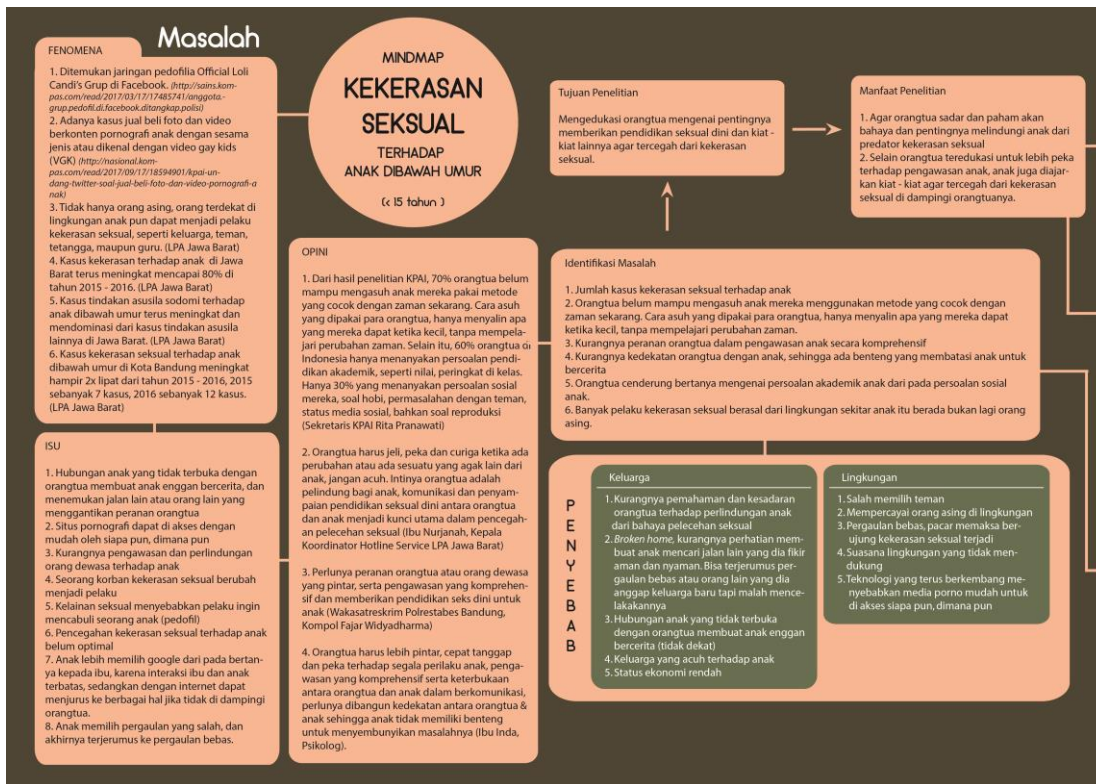 Masalah
FENOMENA
1. Ditemukan jaringan pedofilia Official Loli
Candi's Grup di Facebook. (http://sains.kom-
pas.com/read/2017/03/17/17485741/anggota.-
grup.pedofil.di.facebook.ditangkap.polisi)
2. Adanya kasus jual beli foto dan video
berkonten pornografi anak dengan sesama
jenis atau dikenal dengan video gay kids
(VGK) (http://nasional.kom-
pas.com/read/2017/09/17/18594901/kpai-un-
dang-twitter-soal-jual-beli-foto-dan-video-pornografi-a
nak)
3. Tidak hanya orang asing, orang terdekat di
lingkungan anak pun dapat menjadi pelaku
kekerasan seksual, seperti keluarga, teman,
tetangga, maupun guru. (LPA Jawa Barat)
4. Kasus kekerasan terhadap anak di Jawa
Barat terus meningkat mencapai 80% di
tahun 2015 - 2016. (LPA Jawa Barat)
5. Kasus tindakan asusila sodomi terhadap
anak dibawah umur terus meningkat dan
mendominasi dari kasus tindakan asusila
lainnya di Jawa Barat. (LPA Jawa Barat)
6. Kasus kekerasan seksual terhadap anak
dibawah umur di Kota Bandung meningkat
hampir 2x lipat dari tahun 2015 - 2016, 2015
sebanyak 7 kasus, 2016 sebanyak 12 kasus.
(LPA Jawa Barat)
ISU
1. Hubungan anak yang tidak terbuka dengan
orangtua membuat anak enggan bercerita, dan
menemukan jalan lain atau orang lain yang
menggantikan peranan orangtua
2. Situs pornografi dapat di akses dengan
mudah oleh siapa pun, dimana pun
3. Kurangnya pengawasan dan perlindungan
orang dewasa terhadap anak
4. Seorang korban kekerasan seksual berubah
menjadi pelaku
5. Kelainan seksual menyebabkan pelaku ingin
mencabuli seorang anak (pedofil)
6. Pencegahan kekerasan seksual terhadap anak
belum optimal
7. Anak lebih memilih google dari pada bertan-
ya kepada ibu, karena interaksi ibu dan anak
terbatas, sedangkan dengan internet dapat
menjurus ke berbagai hal jika tidak di dampingi
orangtua.
8. Anak memilih pergaulan yang salah, dan
akhirnya terjerumus ke pergaulan bebas.
MINDMAP
KEKERASAN
SEKSUAL
TERHADAP
ANAK DIBAWAH UMUR
(< 15 tahun )
OPINI
1. Dari hasil penelitian KPAI, 70% orangtua belum
mampu mengasuh anak mereka pakai metode
yang cocok dengan zaman sekarang. Cara asuh
yang dipakai para orangtua, hanya menyalin apa
yang mereka dapat ketika kecil, tanpa mempela-
jari perubahan zaman. Selain itu, 60% orangtua di
Indonesia hanya menanyakan persoalan pendi-
dikan akademik, seperti nilai, peringkat di kelas.
Hanya 30% yang menanyakan persoalan sosial
mereka, soal hobi, permasalahan dengan teman,
status media sosial, bahkan soal reproduksi
(Sekretaris KPAI Rita Pranawati)
2. Orangtua harus jeli, peka dan curiga ketika ada
perubahan atau ada sesuatu yang agak lain dari
anak, jangan acuh. Intinya orangtua adalah
pelindung bagi anak, komunikasi dan penyam-
paian pendidikan seksual dini antara orangtua
dan anak menjadi kunci utama dalam pencegah-
an pelecehan seksual (Ibu Nurjanah, Kepala
Koordinator Hotline Service LPA Jawa Barat)
3. Perlunya peranan orangtua atau orang dewasa
yang pintar, serta pengawasan yang komprehen-
sif dan memberikan pendidikan seks dini untuk
anak (Wakasatreskrim Polrestabes Bandung,
Kompol Fajar Widyadharma)
4. Orangtua harus lebih pintar, cepat tanggap
dan peka terhadap segala perilaku anak, penga-
wasan yang komprehensif serta keterbukaan
antara orangtua dan anak dalam berkomunikasi,
perlunya dibangun kedekatan antara orangtua &
anak sehingga anak tidak memiliki benteng
untuk menyembunyikan masalahnya (Ibu Inda,
Psikolog).
Tujuan Penelitian
Mengedukasi orangtua mengenai pentingnya
memberikan pendidikan seksual dini dan kiat -
kiat lainnya agar tercegah dari kekerasan
seksual.
Manfaat Penelitian
1. Agar orangtua sadar dan paham akan
bahaya dan pentingnya melindungi anak dari
predator kekerasan seksual
2. Selain orangtua teredukasi untuk lebih peka
terhadap pengawasan anak, anak juga diajar-
kan kiat - kiat agar tercegah dari kekerasan
seksual di dampingi orangtuanya.
Identifikasi Masalah
1. Jumlah kasus kekerasan seksual terhadap anak
2. Orangtua belum mampu mengasuh anak mereka menggunakan metode yang cocok dengan
zaman sekarang. Cara asuh yang dipakai para orangtua, hanya menyalin apa yang mereka dapat
ketika kecil, tanpa mempelajari perubahan zaman.
3. Kurangnya peranan orangtua dalam pengawasan anak secara komprehensif
4. Kurangnya kedekatan orangtua dengan anak, sehingga ada benteng yang membatasi anak untuk
bercerita
5. Orangtua cenderung bertanya mengenai persoalan akademik anak dari pada persoalan sosial
anak.
6. Banyak pelaku kekerasan seksual berasal dari lingkungan sekitar anak itu berada bukan lagi orang
asing.
PENYEBAB
Keluarga
1. Kurangnya pemahaman dan kesadaran
orangtua terhadap perlindungan anak
dari bahaya pelecehan seksual
2. Broken home, kurangnya perhatian mem-
buat anak mencari jalan lain yang dia fikir
aman dan nyaman. Bisa terjerumus per-
gaulan bebas atau orang lain yang dia
anggap keluarga baru tapi malah mence-
lakakannya
3. Hubungan anak yang tidak terbuka
dengan orangtua membuat anak enggan
bercerita (tidak dekat)
4. Keluarga yang acuh terhadap anak
5. Status ekonomi rendah
Lingkungan
1. Salah memilih teman
2. Mempercayai orang asing di lingkungan
3. Pergaulan bebas, pacar memaksa ber-
ujung kekerasan seksual terjadi
4. Suasana lingkungan yang tidak men-
dukung
5. Teknologi yang terus berkembang me-
nyebabkan media porno mudah untuk
di akses siapa pun, dimana pun